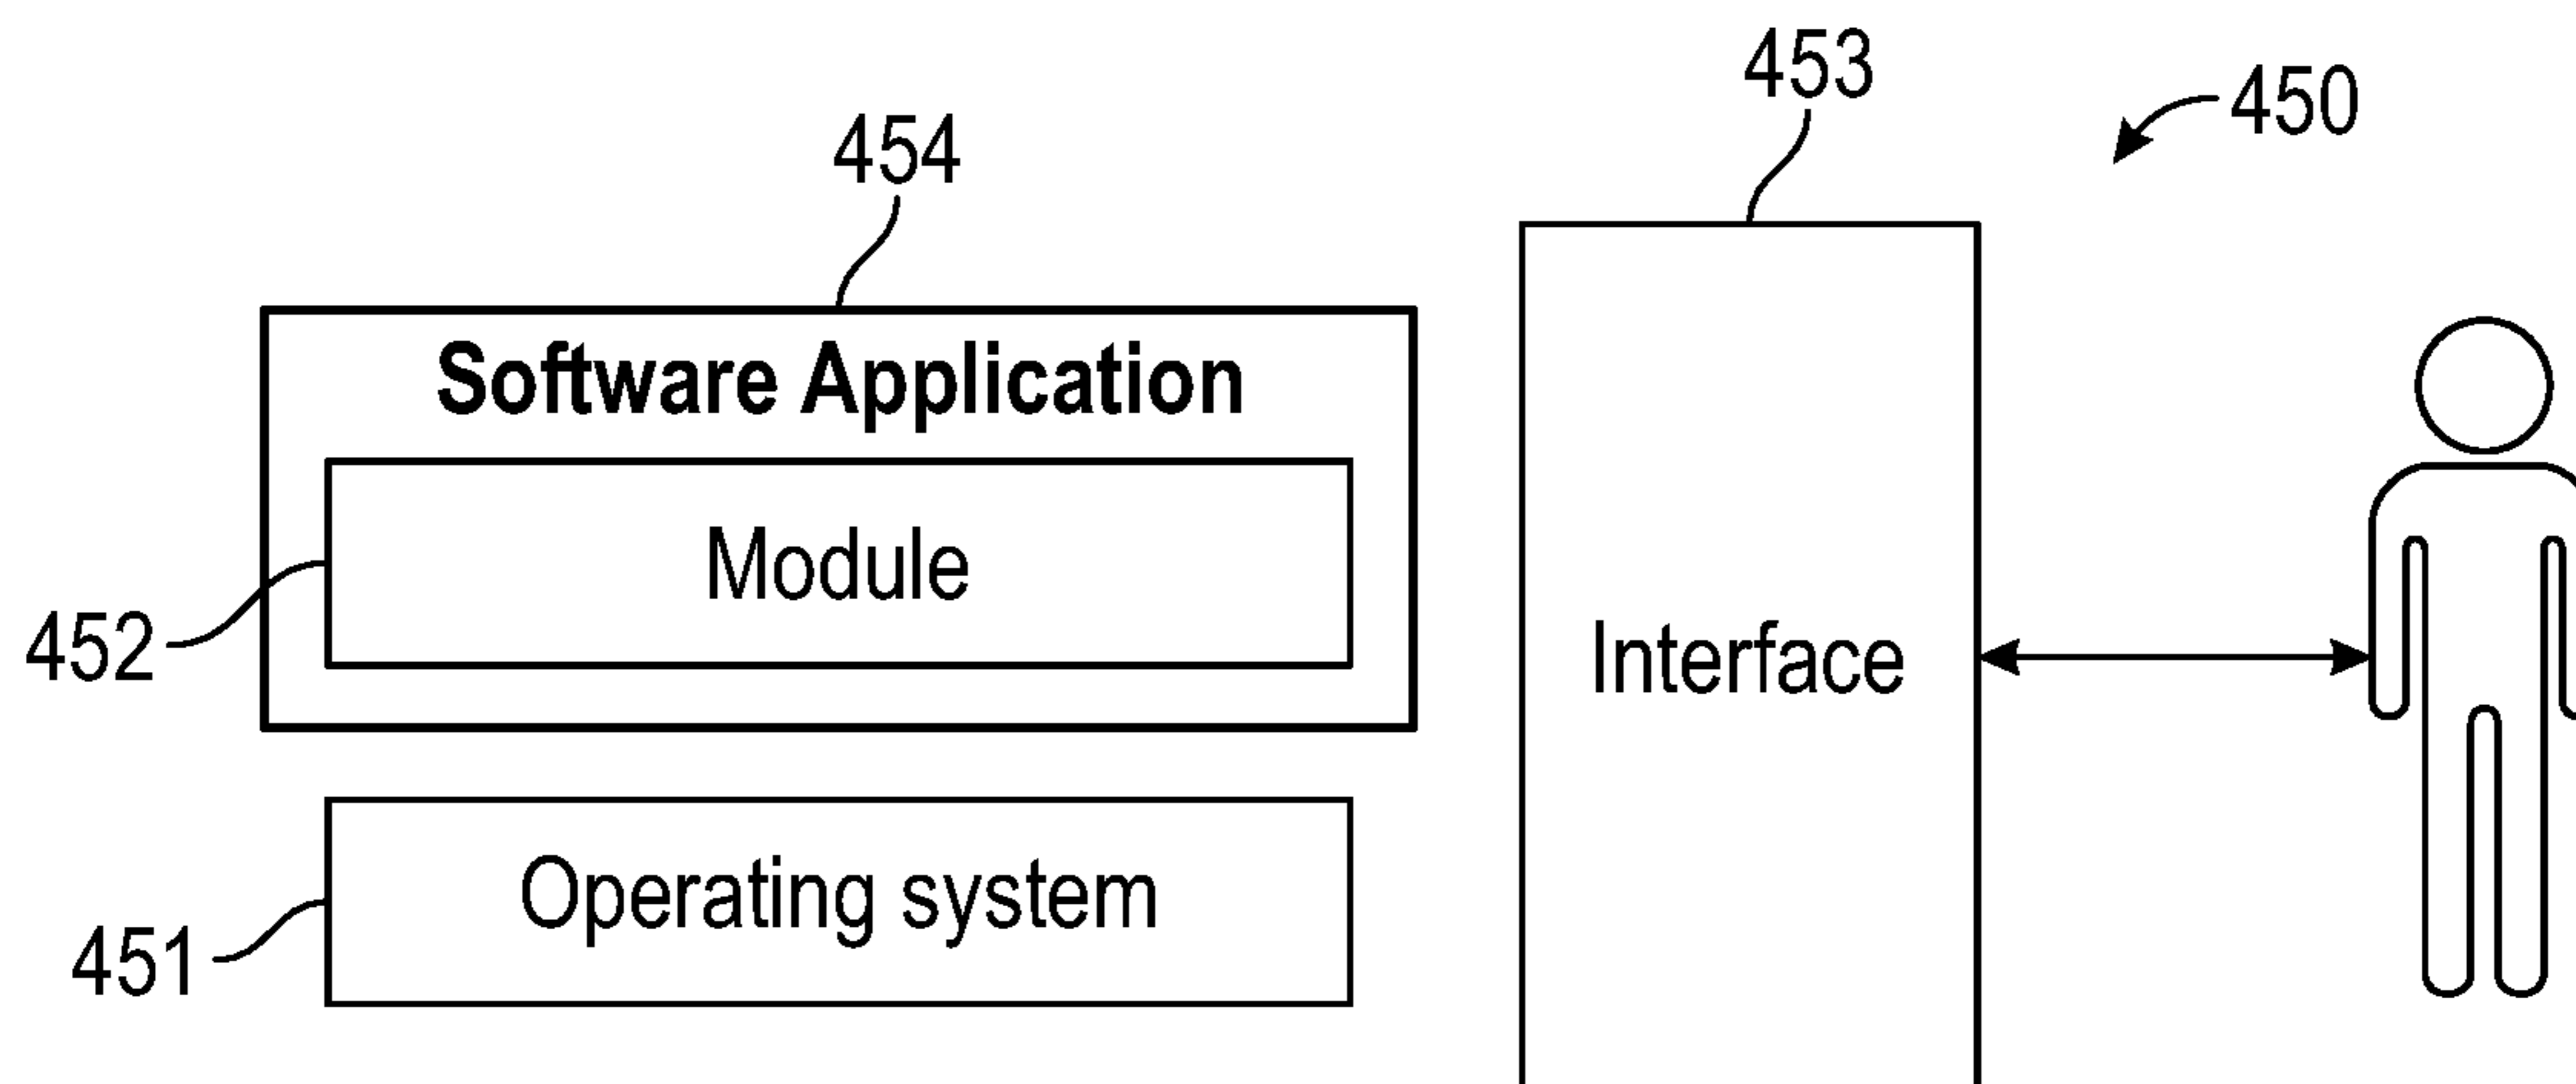 453
450
454
Software Application
Module
452
Interface
Operating system
451